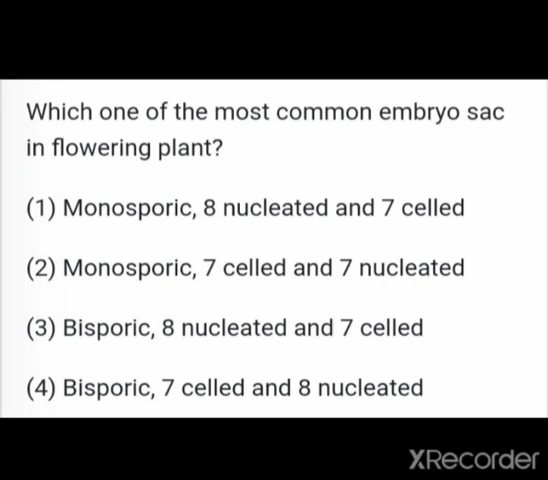 Which one of the most common embryo sac
in flowering plant?
(1) Monosporic, 8 nucleated and 7 celled
(2) Monosporic, 7 celled and 7 nucleated
(3) Bisporic, 8 nucleated and 7 celled
(4) Bisporic, 7 celled and 8 nucleated
XRecorder